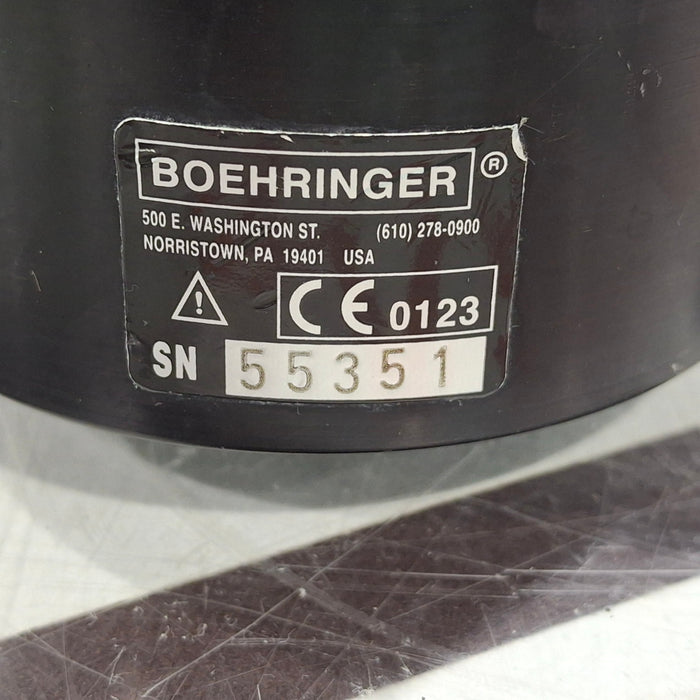 BOEHRINGER ®
500 E. WASHINGTON ST. (610) 278-0900
NORRISTOWN, PA 19401 USA
CE 0123
SN 55351